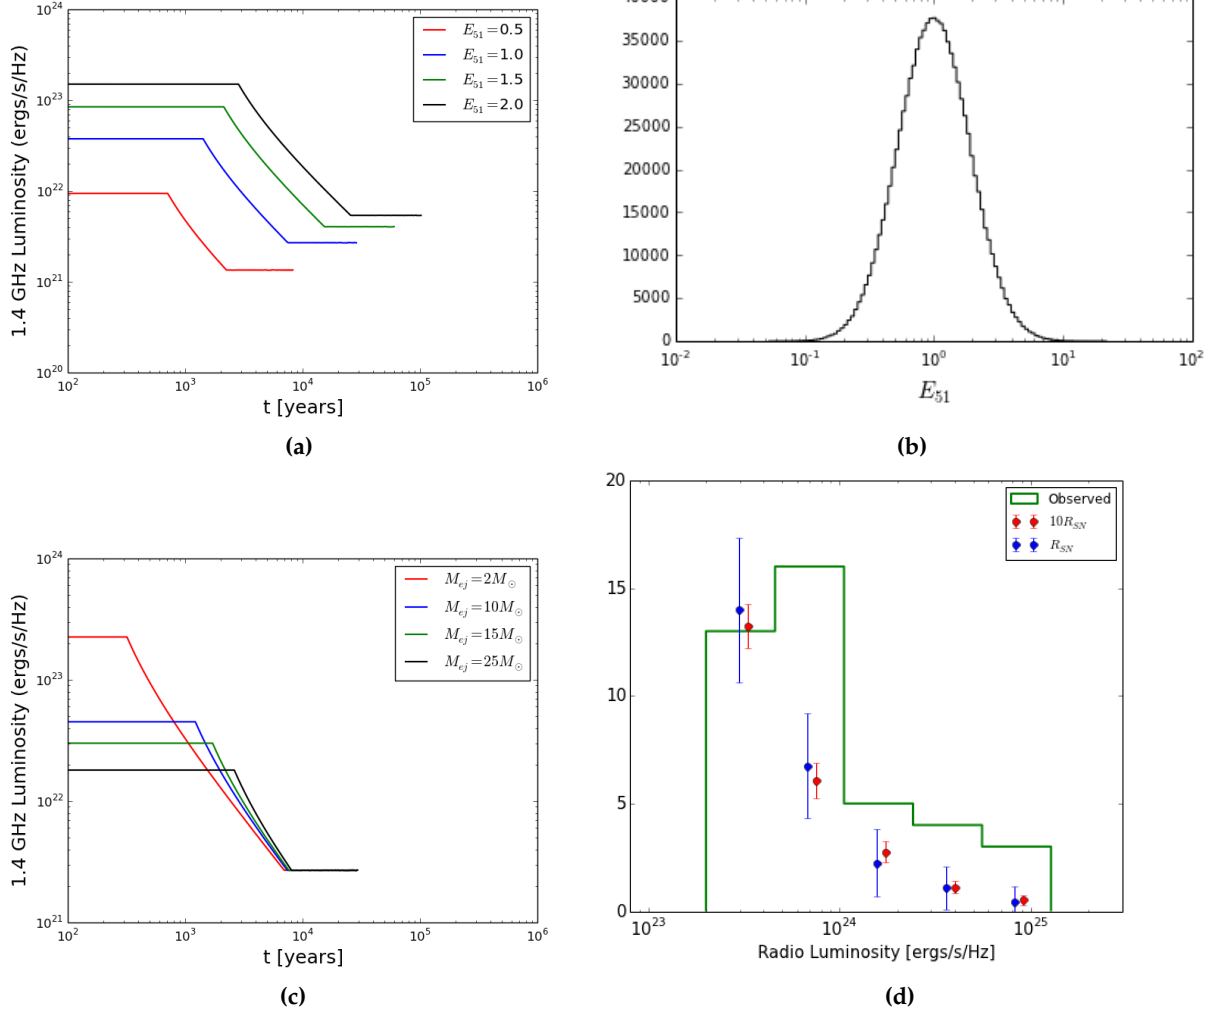 10^24
10^23
10^22
10^21
10^20
1.4 GHz Luminosity (ergs/s/Hz)
E_51=0.5
E_51=1.0
E_51=1.5
E_51=2.0
10^2 10^3 10^4 10^5 10^6
t [years]
(a)
40000
35000
30000
25000
20000
15000
10000
5000
0
10^-2 10^-1 10^0 10^1 10^2
E_51
(b)
10^24
10^23
10^22
10^21
1.4 GHz Luminosity (ergs/s/Hz)
M_ej=2M_⊙
M_ej=10M_⊙
M_ej=15M_⊙
M_ej=25M_⊙
10^2 10^3 10^4 10^5 10^6
t [years]
(c)
20
15
10
5
0
Observed
10R_SN
R_SN
10^23 10^24 10^25
Radio Luminosity [ergs/s/Hz]
(d)